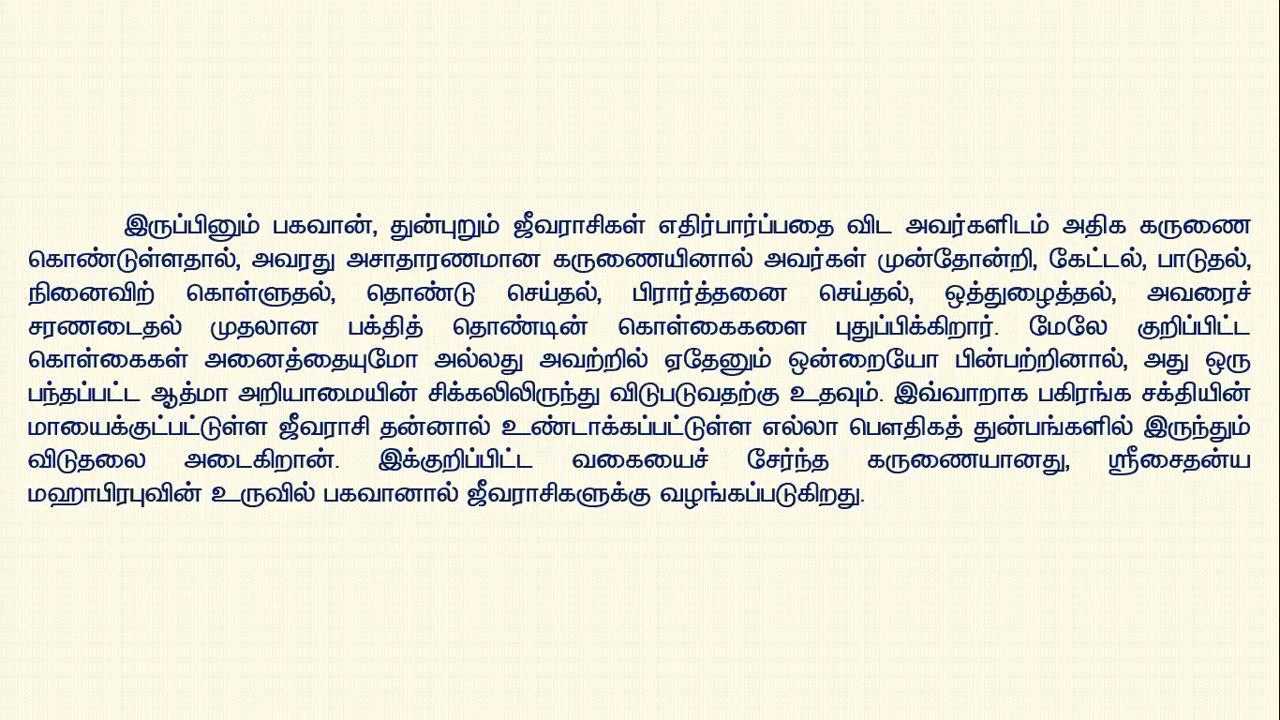 இருப்பினும் பகவான், துன்புறும் ஜீவராசிகள் எதிர்பார்ப்பதை விட அவர்களிடம் அதிக கருணை
கொண்டுள்ளதால், அவரது அசாதாரணமான கருணையினால் அவர்கள் முன்தோன்றி, கேட்டல், பாடுதல்,
நினைவிற் கொள்ளுதல், தொண்டு செய்தல், பிரார்த்தனை செய்தல், ஒத்துழைத்தல், அவரைச்
சரணடைதல் முதலான பக்தித் தொண்டின் கொள்கைகளை புதுப்பிக்கிறார். மேலே குறிப்பிட்ட
கொள்கைகள் அனைத்தையுமோ அல்லது அவற்றில் ஏதேனும் ஒன்றையோ பின்பற்றினால், அது ஒரு
பந்தப்பட்ட ஆத்மா அறியாமையின் சிக்கலிலிருந்து விடுபடுவதற்கு உதவும். இவ்வாறாக பகிரங்க சக்தியின்
மாயைக்குட்பட்டுள்ள ஜீவராசி தன்னால் உண்டாக்கப்பட்டுள்ள எல்லா பௌதிகத் துன்பங்களில் இருந்தும்
விடுதலை அடைகிறான். இக்குறிப்பிட்ட வகையைச் சேர்ந்த கருணையானது, ஸ்ரீசைதன்ய
மஹாபிரபுவின் உருவில் பகவானால் ஜீவராசிகளுக்கு வழங்கப்படுகிறது.